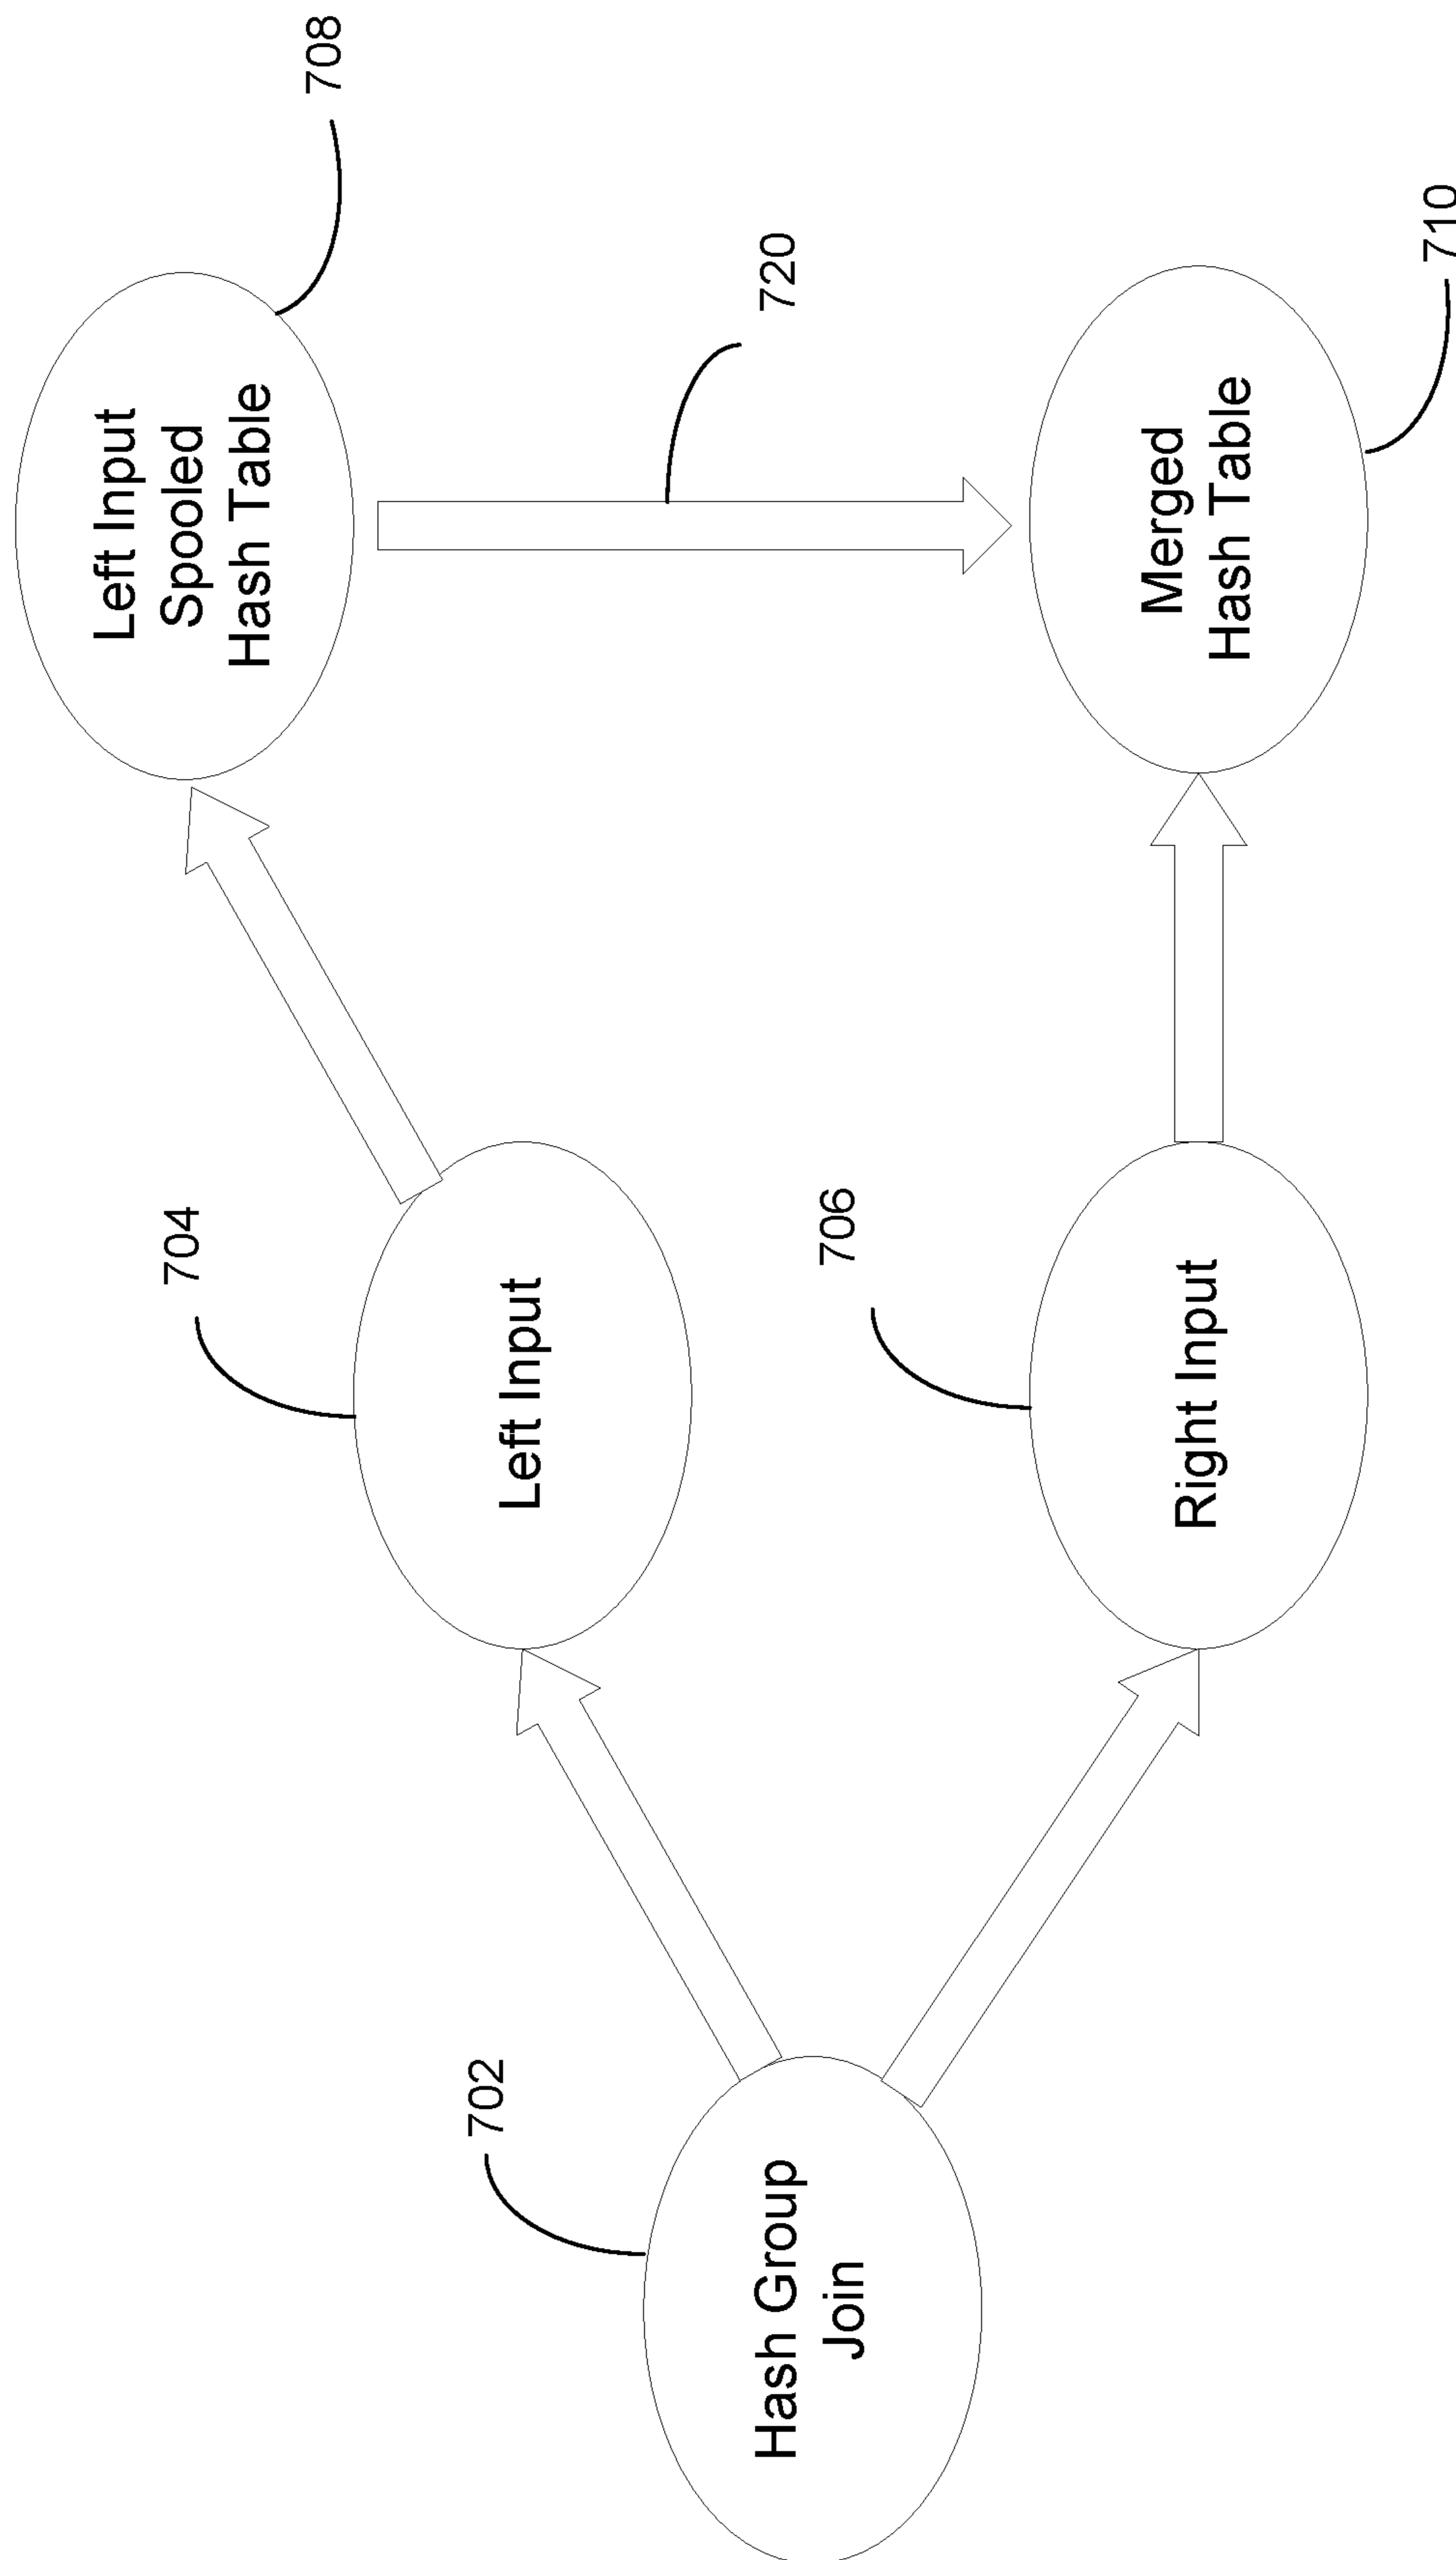 708
Left Input
Spooled
Hash Table
704
720
Left Input
702
706
710
Hash Group
Join
Right Input
Merged
Hash Table